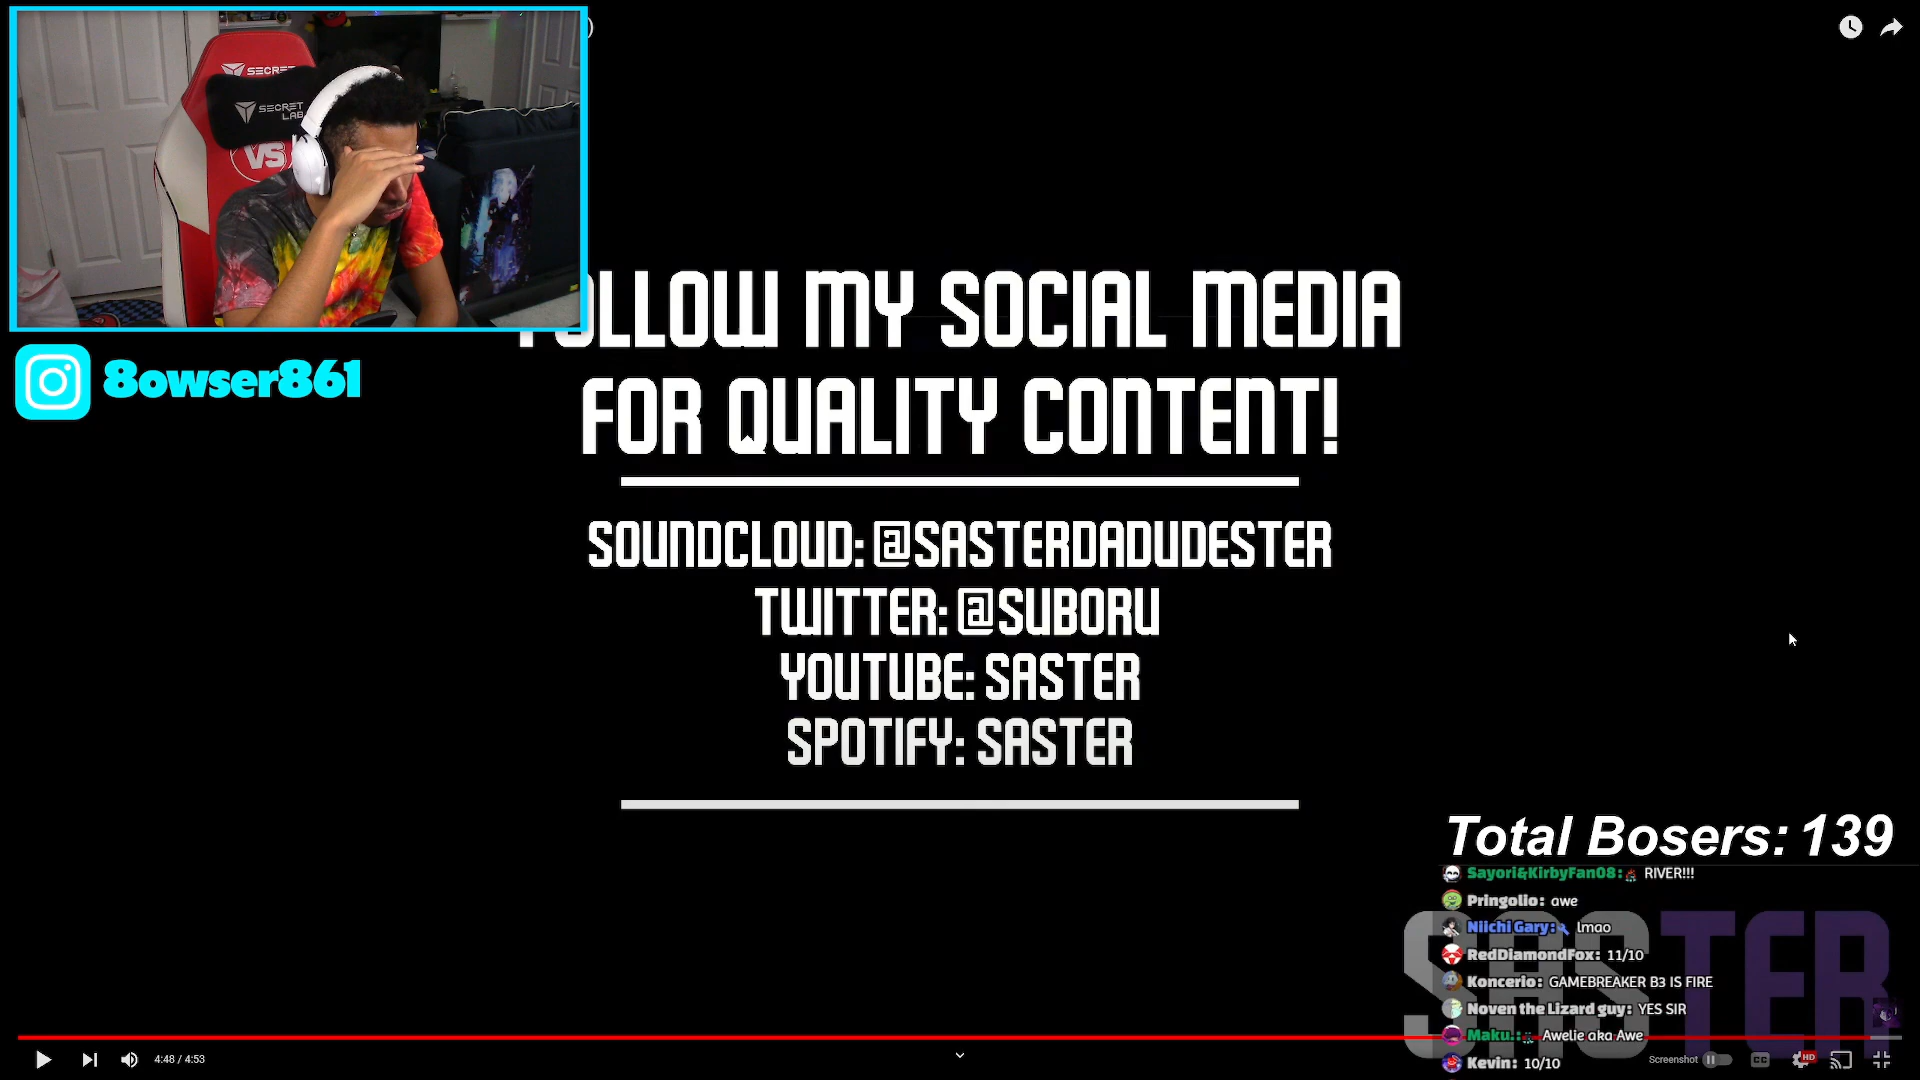 SECRET
SECRET
LAB
VS
8owser861
FOLLOW MY SOCIAL MEDIA
FOR QUALITY CONTENT!
SOUNDCLOUD: @SASTERDADUDESTER
TWITTER: @SUBORU
YOUTUBE: SASTER
SPOTIFY: SASTER
Total Bosers: 139
Sayori&KirbyFan08: RIVER!!!
Pringolio: awe
Niichi Gary: lmao
RedDiamondFox: 11/10
Koncerio: GAMEBREAKER B3 IS FIRE
Noven the Lizard guy: YES SIR
Maku.: Awelie aka Awe
Kevin: 10/10
SASTER
4:48 / 4:53
Screenshot
CC
HD